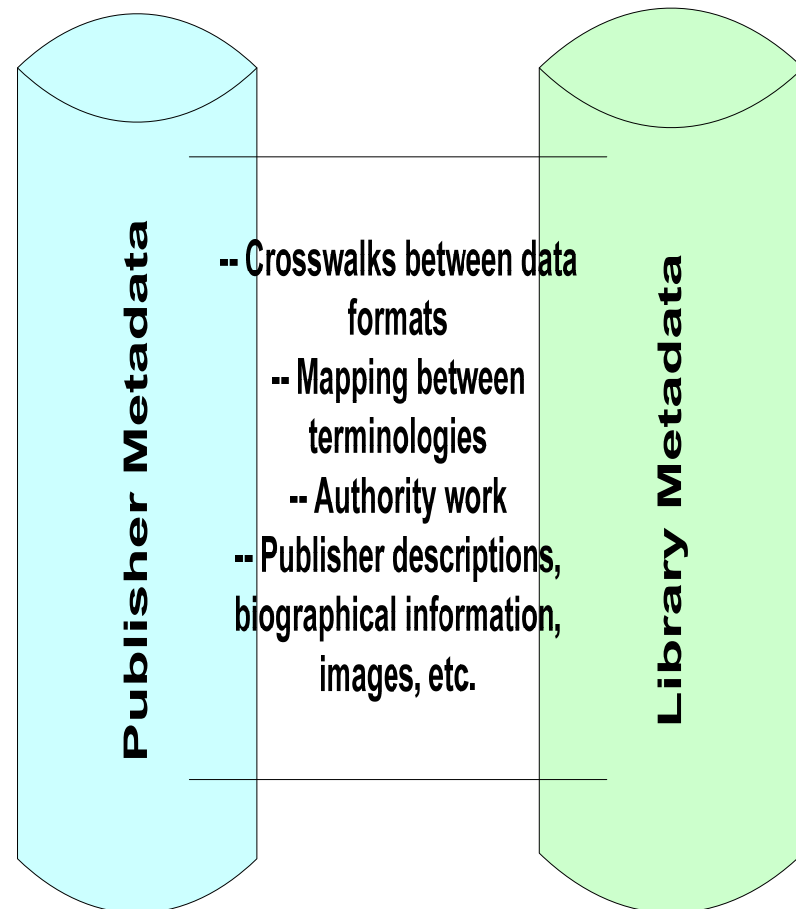 Publisher Metadata
-- Crosswalks between data
formats
-- Mapping between
terminologies
-- Authority work
-- Publisher descriptions,
biographical information,
images, etc.
Library Metadata